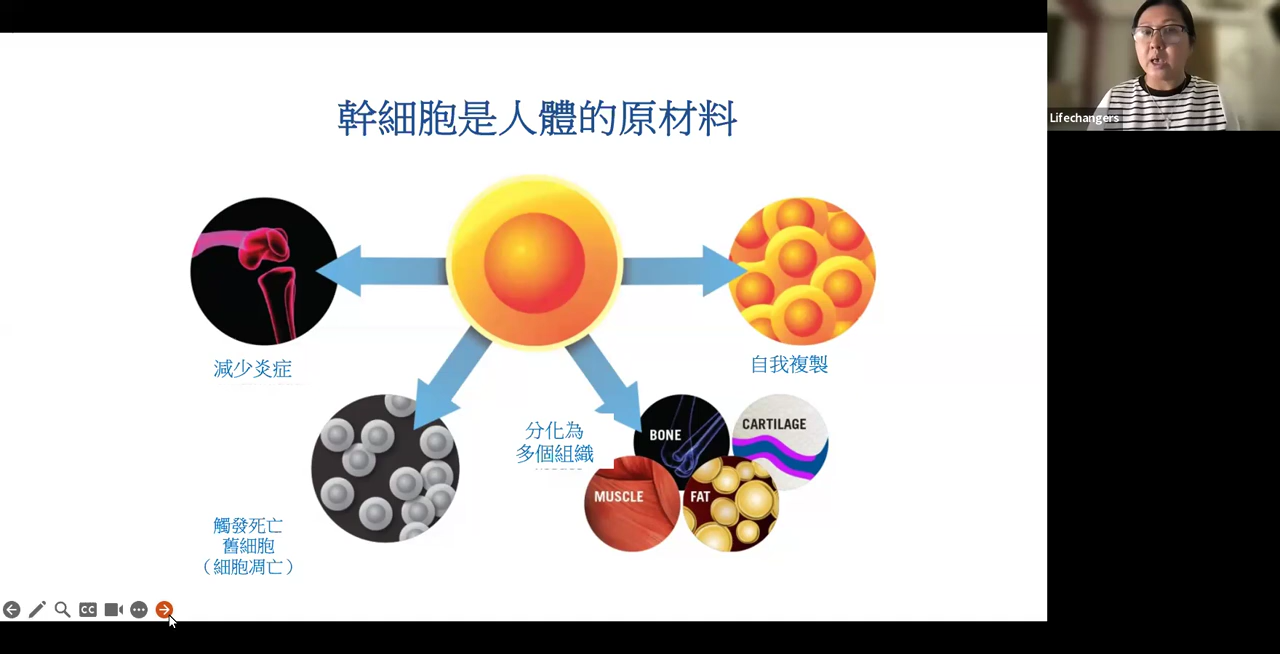 幹細胞是人體的原材料
Lifechangers
減少炎症
自我複製
分化為
多個組織
BONE
CARTILAGE
MUSCLE
FAT
觸發死亡
舊細胞
（細胞凋亡）
CC